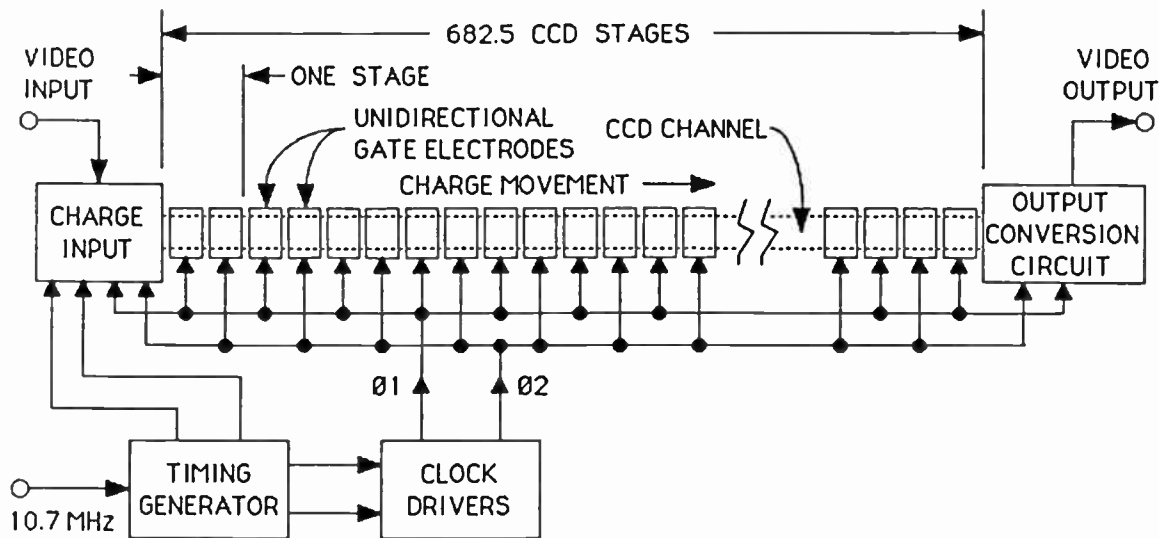 682.5 CCD STAGES
VIDEO
INPUT
ONE STAGE
VIDEO
OUTPUT
UNIDIRECTIONAL
GATE ELECTRODES
CCD CHANNEL
CHARGE MOVEMENT
CHARGE
INPUT
OUTPUT
CONVERSION
CIRCUIT
Ø1
Ø2
TIMING
GENERATOR
CLOCK
DRIVERS
10.7 MHz